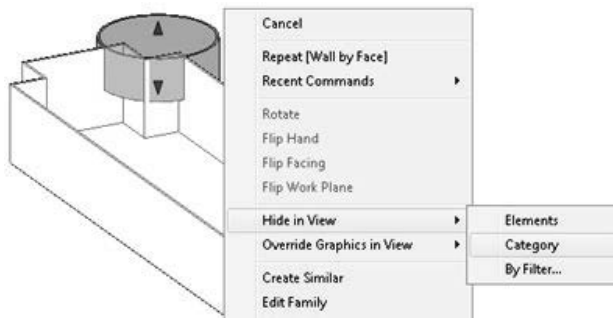 Cancel
Repeat [Wall by Face]
Recent Commands
Rotate
Flip Hand
Flip Facing
Flip Work Plane
Hide in View
Override Graphics in View
Create Similar
Edit Family
Elements
Category
By Filter...